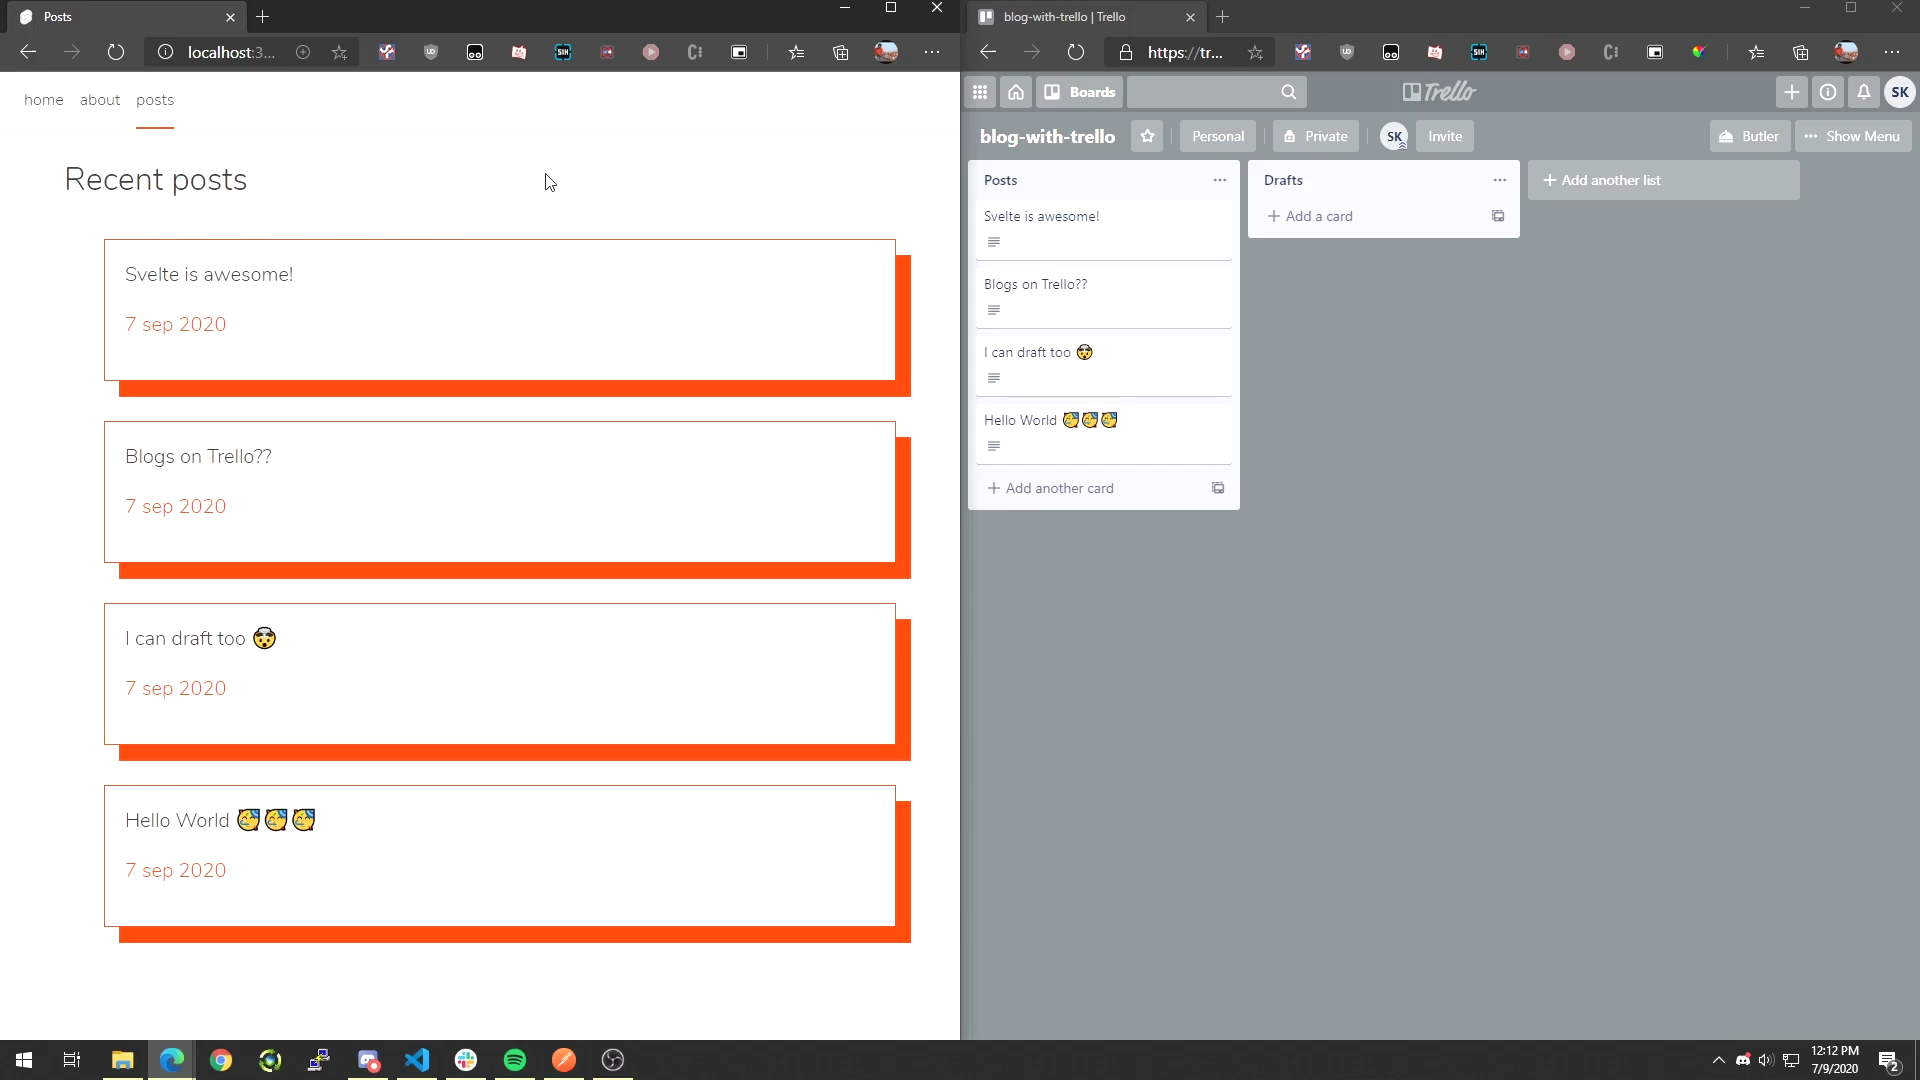 Posts
localhost:3...
home about posts
Recent posts
Svelte is awesome!
7 sep 2020
Blogs on Trello??
7 sep 2020
I can draft too 🤯
7 sep 2020
Hello World 🥳🥳🥳
7 sep 2020
blog-with-trello | Trello
https://tr...
Boards
Trello
SK
blog-with-trello
Personal
Private
SK
Invite
Butler
Show Menu
Posts
Svelte is awesome!
Blogs on Trello??
I can draft too 🤯
Hello World 🥳🥳🥳
Add another card
Drafts
Add a card
Add another list
12:12 PM
7/9/2020
2